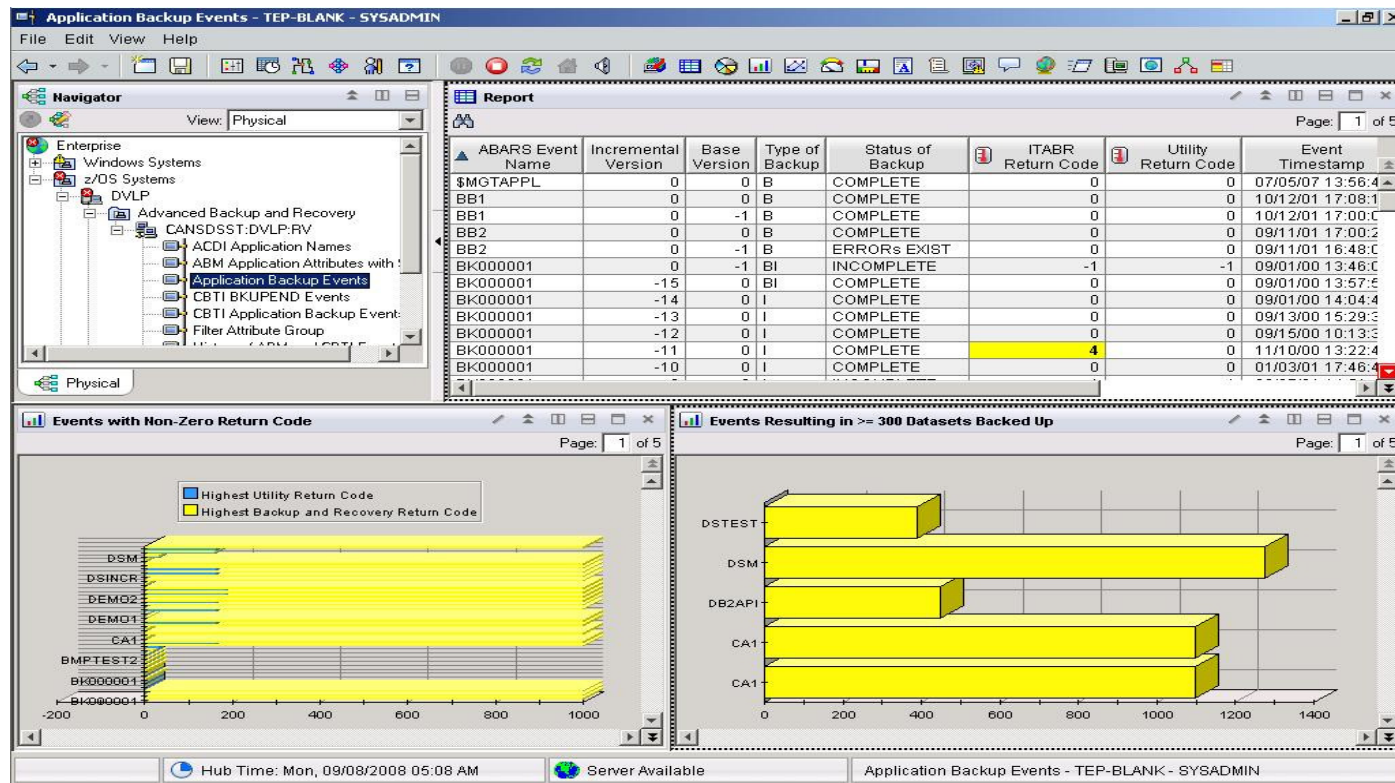 Application Backup Events - TEP-BLANK - SYSADMIN
File Edit View Help
Navigator
View: Physical
Enterprise
Windows Systems
z/OS Systems
DVLP
Advanced Backup and Recovery
CANSDSST:DVLP:RV
ACDI Application Names
ABM Application Attributes with
Application Backup Events
CBTI BKUPEND Events
CBTI Application Backup Event
Filter Attribute Group
Physical
Report
Page: 1 of 5
ABARS Event Name Incremental Version Base Version Type of Backup Status of Backup ITABR Return Code Utility Return Code Event Timestamp
$MGTAPPL 0 0 B COMPLETE 0 0 07/05/07 13:56:4
BB1 0 0 B COMPLETE 0 0 10/12/01 17:08:1
BB1 0 -1 B COMPLETE 0 0 10/12/01 17:00:0
BB2 0 0 B COMPLETE 0 0 09/11/01 17:00:2
BB2 0 -1 B ERRORs EXIST 0 0 09/11/01 16:48:0
BK000001 0 -1 BI INCOMPLETE -1 -1 09/01/00 13:46:0
BK000001 -15 0 BI COMPLETE 0 0 09/01/00 13:57:5
BK000001 -14 0 I COMPLETE 0 0 09/01/00 14:04:4
BK000001 -13 0 I COMPLETE 0 0 09/13/00 15:29:3
BK000001 -12 0 I COMPLETE 0 0 09/15/00 10:13:3
BK000001 -11 0 I COMPLETE 4 0 11/10/00 13:22:4
BK000001 -10 0 I COMPLETE 0 0 01/03/01 17:46:4
Events with Non-Zero Return Code
Page: 1 of 5
Highest Utility Return Code
Highest Backup and Recovery Return Code
DSM
DSINCR
DEMO2
DEMO1
CA1
BMPTEST2
BK000001
BK000001
-200 0 200 400 600 800 1000
Events Resulting in >= 300 Datasets Backed Up
Page: 1 of 5
DSTEST
DSM
DB2API
CA1
CA1
0 200 400 600 800 1000 1200 1400
Hub Time: Mon, 09/08/2008 05:08 AM
Server Available
Application Backup Events - TEP-BLANK - SYSADMIN